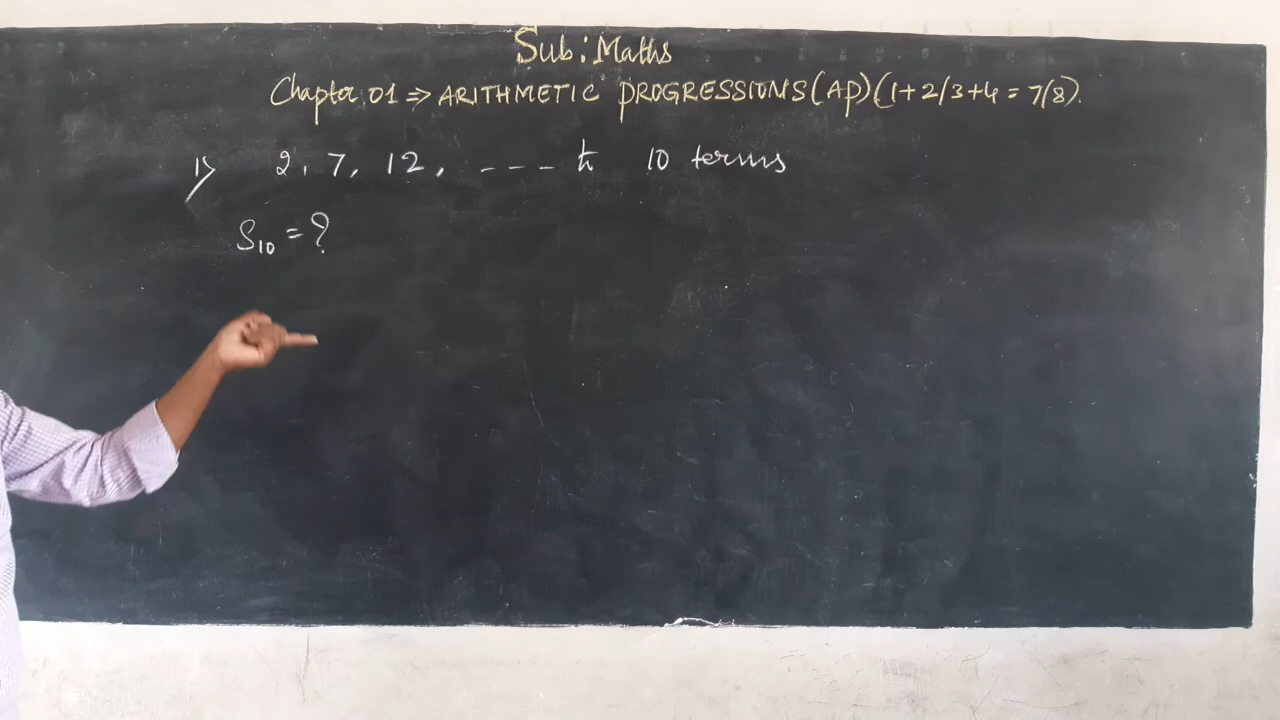 Sub: Maths
Chapter 01 ⇒ ARITHMETIC PROGRESSIONS (AP) (1+2/3+4 = 7/8).
1) 2, 7, 12, ---- to 10 terms
S₁₀ = ?